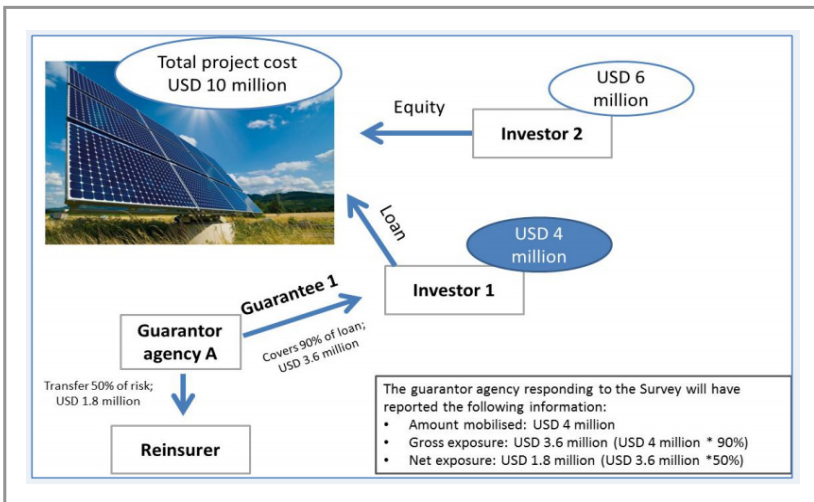 Total project cost
USD 10 million
USD 6
million
Equity
Investor 2
Loan
USD 4
million
Investor 1
Guarantee 1
Covers 90% of loan;
USD 3.6 million
Guarantor
agency A
Transfer 50% of risk;
USD 1.8 million
Reinsurer
The guarantor agency responding to the Survey will have
reported the following information:
• Amount mobilised: USD 4 million
• Gross exposure: USD 3.6 million (USD 4 million * 90%)
• Net exposure: USD 1.8 million (USD 3.6 million *50%)